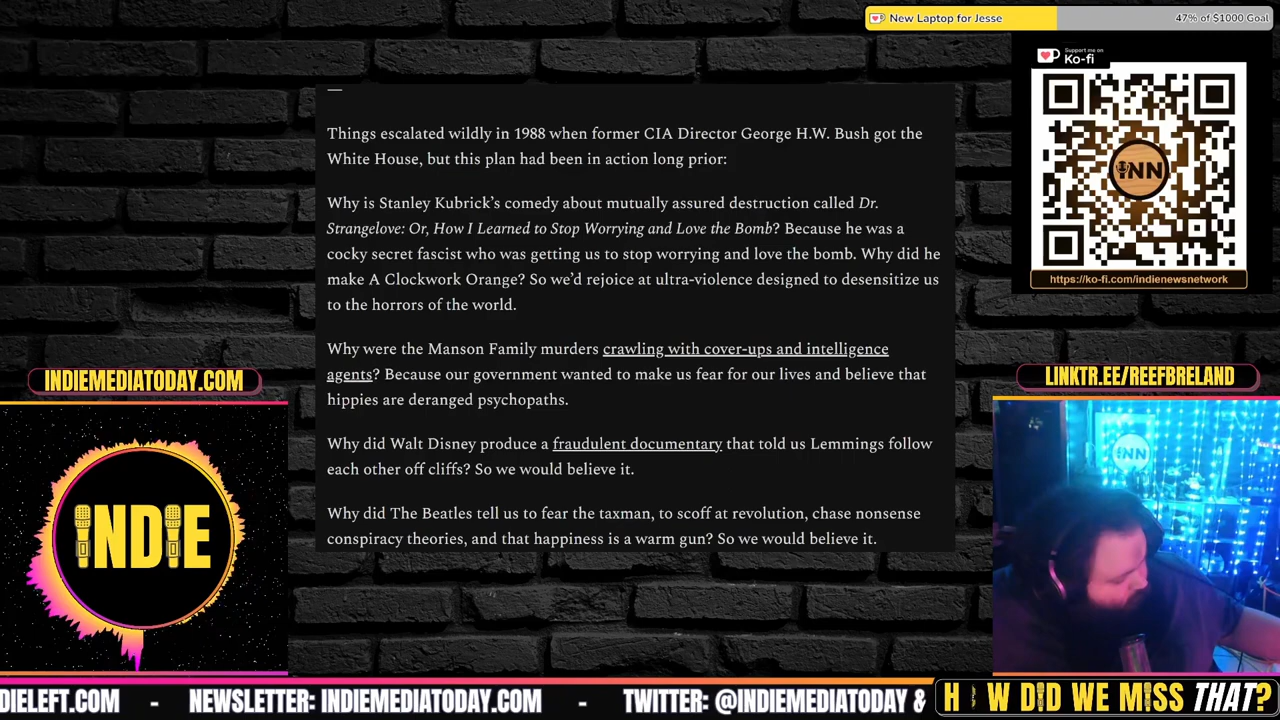 New Laptop for Jesse
47% of $1000 Goal
Support me on
Ko-fi
iNN
https://ko-fi.com/indienewsnetwork
—
Things escalated wildly in 1988 when former CIA Director George H.W. Bush got the
White House, but this plan had been in action long prior:
Why is Stanley Kubrick’s comedy about mutually assured destruction called Dr.
Strangelove: Or, How I Learned to Stop Worrying and Love the Bomb? Because he was a
cocky secret fascist who was getting us to stop worrying and love the bomb. Why did he
make A Clockwork Orange? So we’d rejoice at ultra-violence designed to desensitize us
to the horrors of the world.
Why were the Manson Family murders crawling with cover-ups and intelligence
agents? Because our government wanted to make us fear for our lives and believe that
hippies are deranged psychopaths.
Why did Walt Disney produce a fraudulent documentary that told us Lemmings follow
each other off cliffs? So we would believe it.
Why did The Beatles tell us to fear the taxman, to scoff at revolution, chase nonsense
conspiracy theories, and that happiness is a warm gun? So we would believe it.
INDIEMEDIATODAY.COM
LINKTR.EE/REEFBRELAND
INDIE
iNN
DIELEFT.COM - NEWSLETTER: INDIEMEDIATODAY.COM - TWITTER: @INDIEMEDIATODAY &
HOW DID WE MISS THAT?